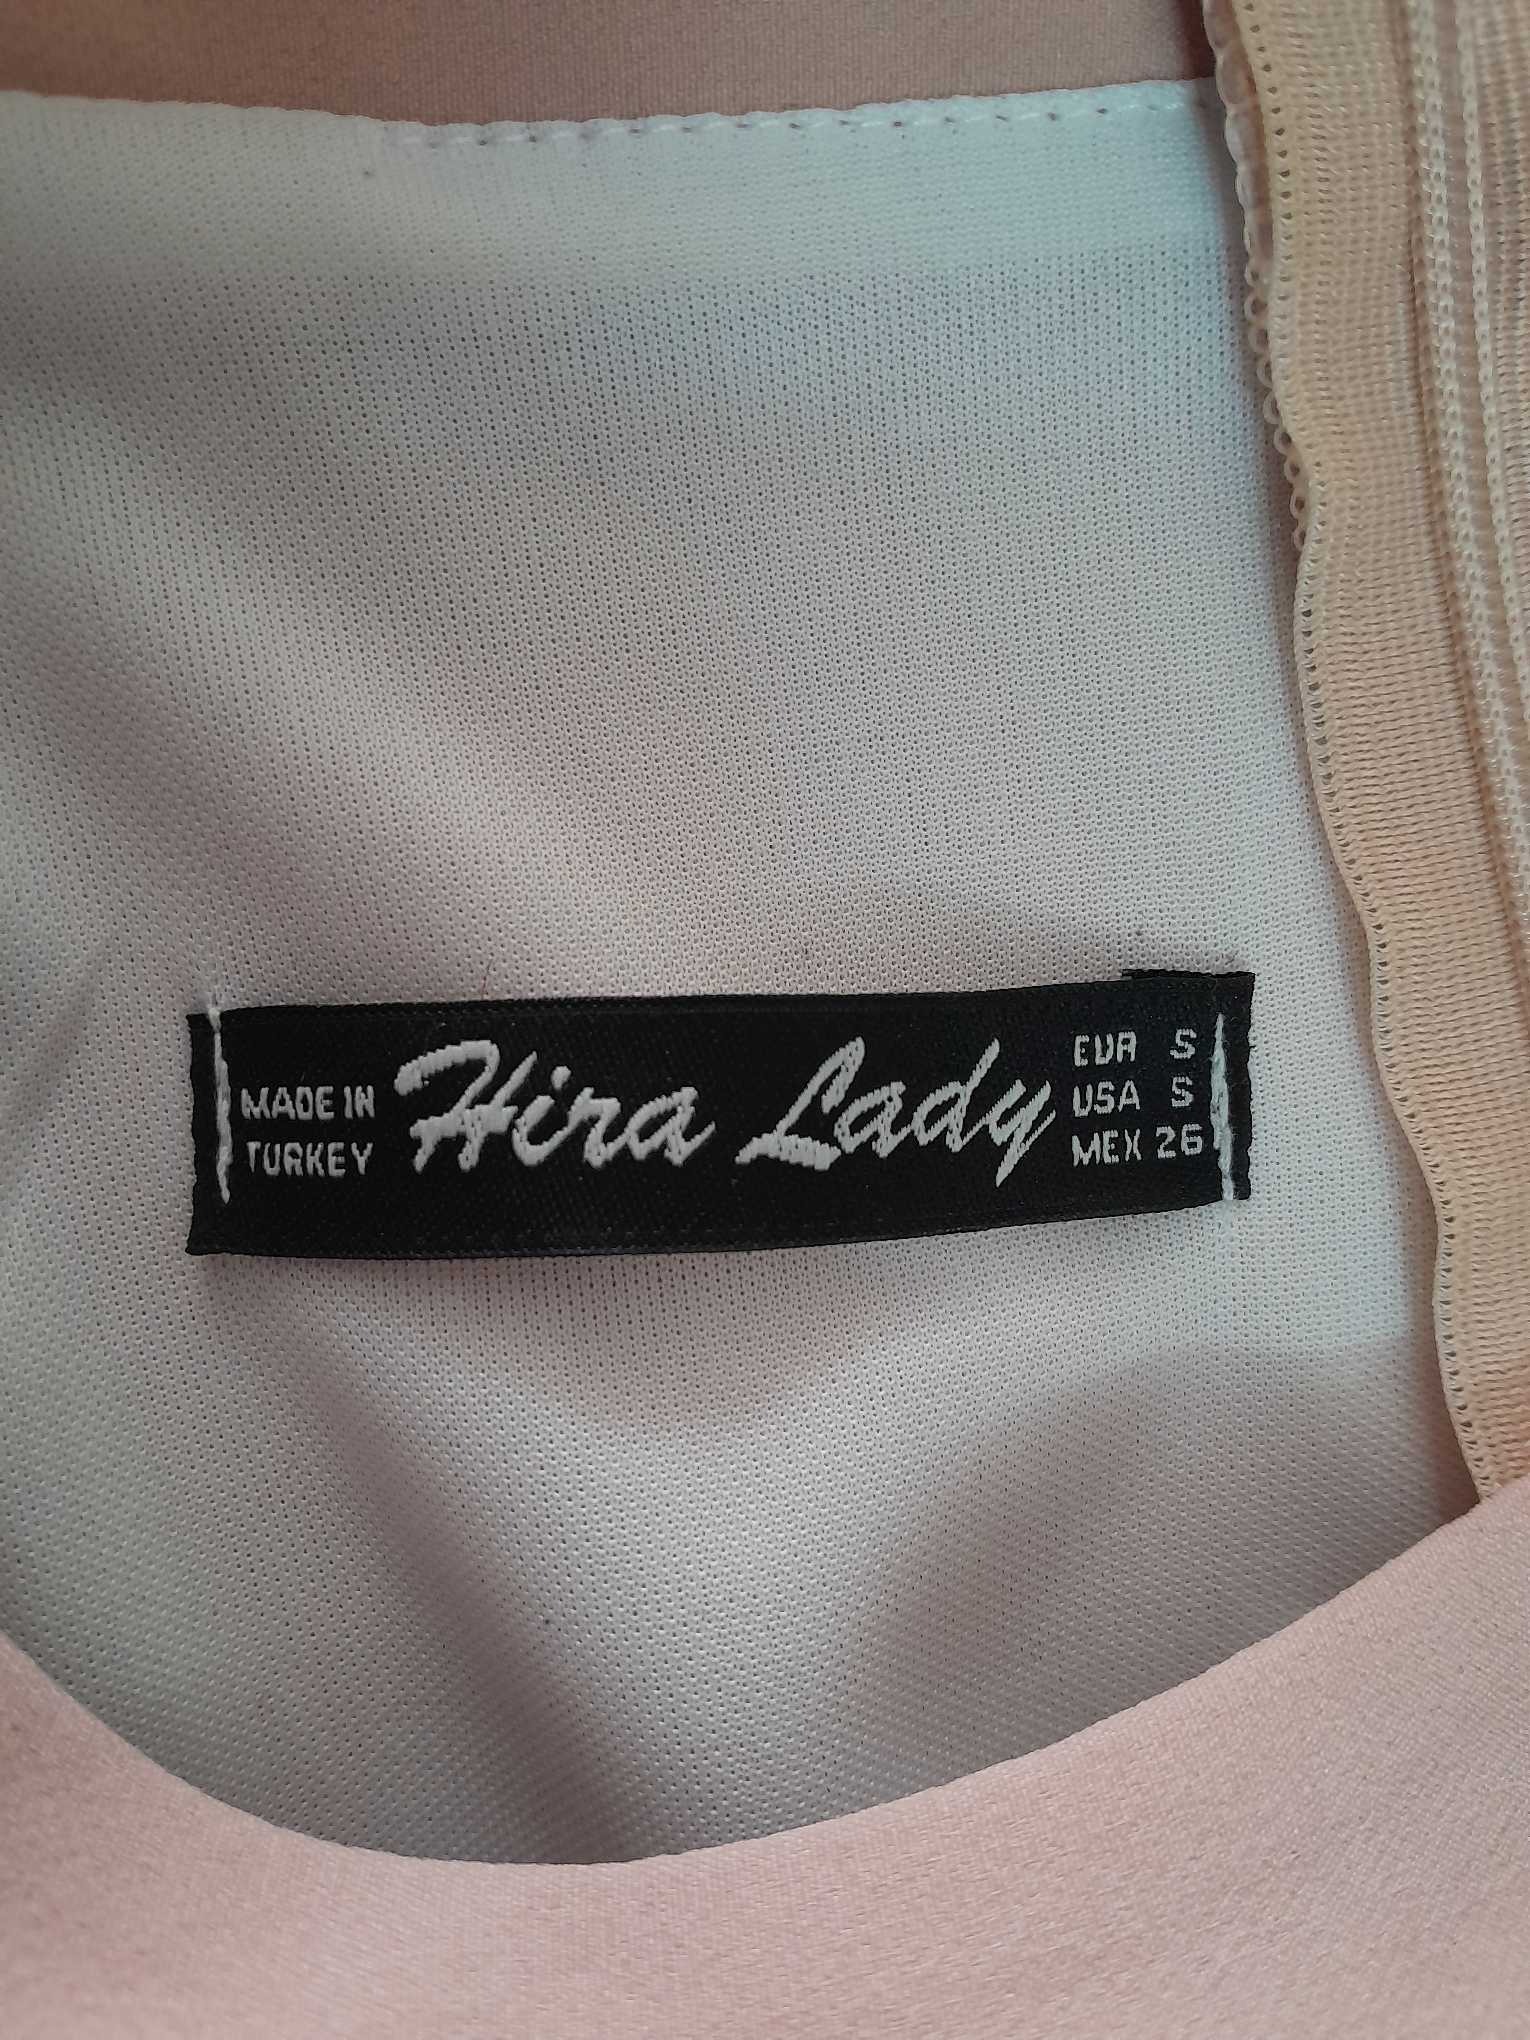 MADE IN
TURKEY
Hira Lady
EUR S
USA S
MEX 26